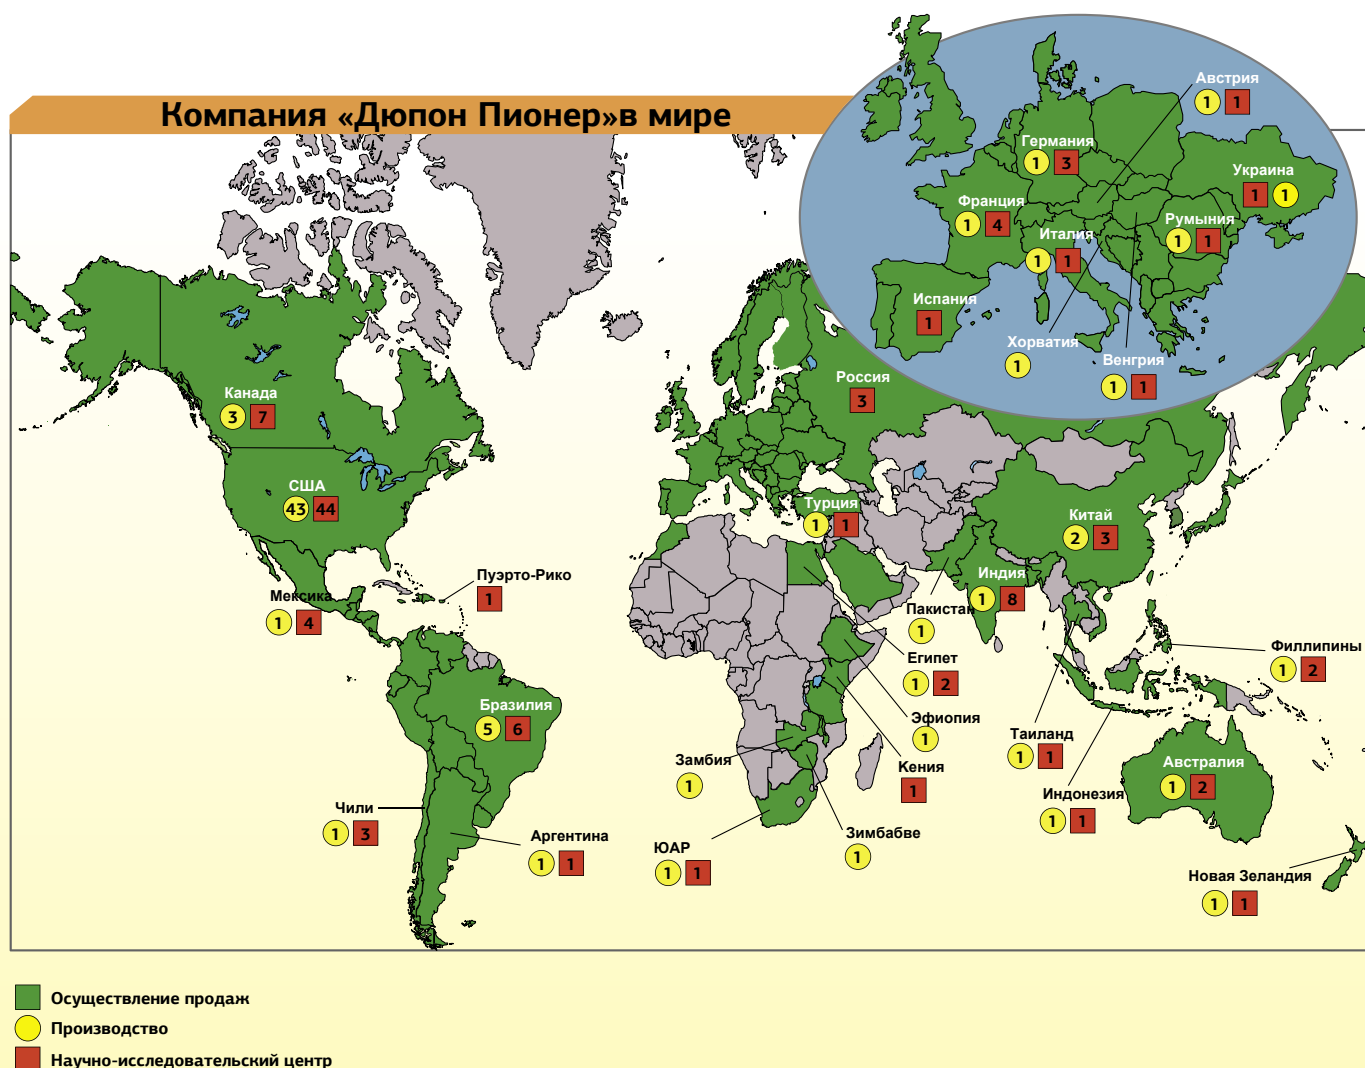 Компания «Дюпон Пионер»в мире
Австрия
1 1
Германия
1 3
Украина
1 1
Франция
1 4
Румыния
1 1
Италия
1 1
Испания
1
Хорватия
1
Венгрия
1 1
Россия
3
Канада
3 7
США
43 44
Турция
1 1
Китай
2 3
Пуэрто-Рико
1
Мексика
1 4
Индия
1 8
Пакистан
1
Египет
1 2
Филлипины
1 2
Бразилия
5 6
Эфиопия
1
Таиланд
1 1
Замбия
1
Кения
1
Австралия
1 2
Индонезия
1 1
Чили
1 3
Аргентина
1 1
ЮАР
1 1
Зимбабве
1
Новая Зеландия
1 1
Осуществление продаж
Производство
Научно-исследовательский центр